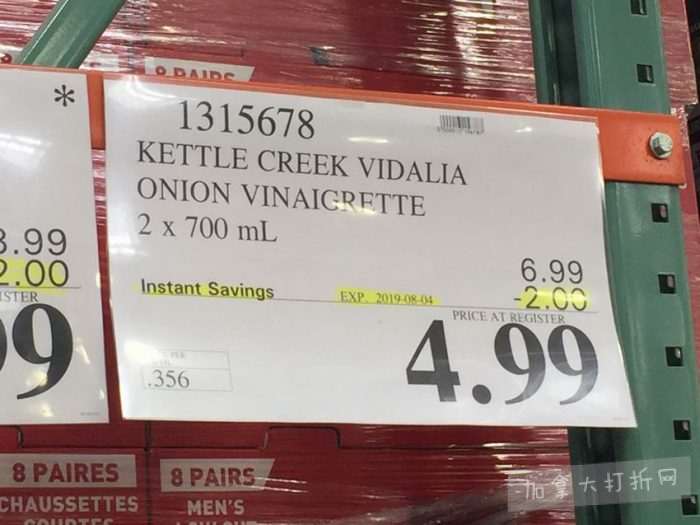 8 PAIRS
*
1315678
KETTLE CREEK VIDALIA
ONION VINAIGRETTE
2 x 700 mL
3.99
2.00
ISTER
99
6.99
Instant Savings EXP. 2019-08-04 -2.00
PRICE AT REGISTER
4.99
PER
.356
8 PAIRES
CHAUSSETTES
COURTES
8 PAIRS
MEN'S
加拿大打折网